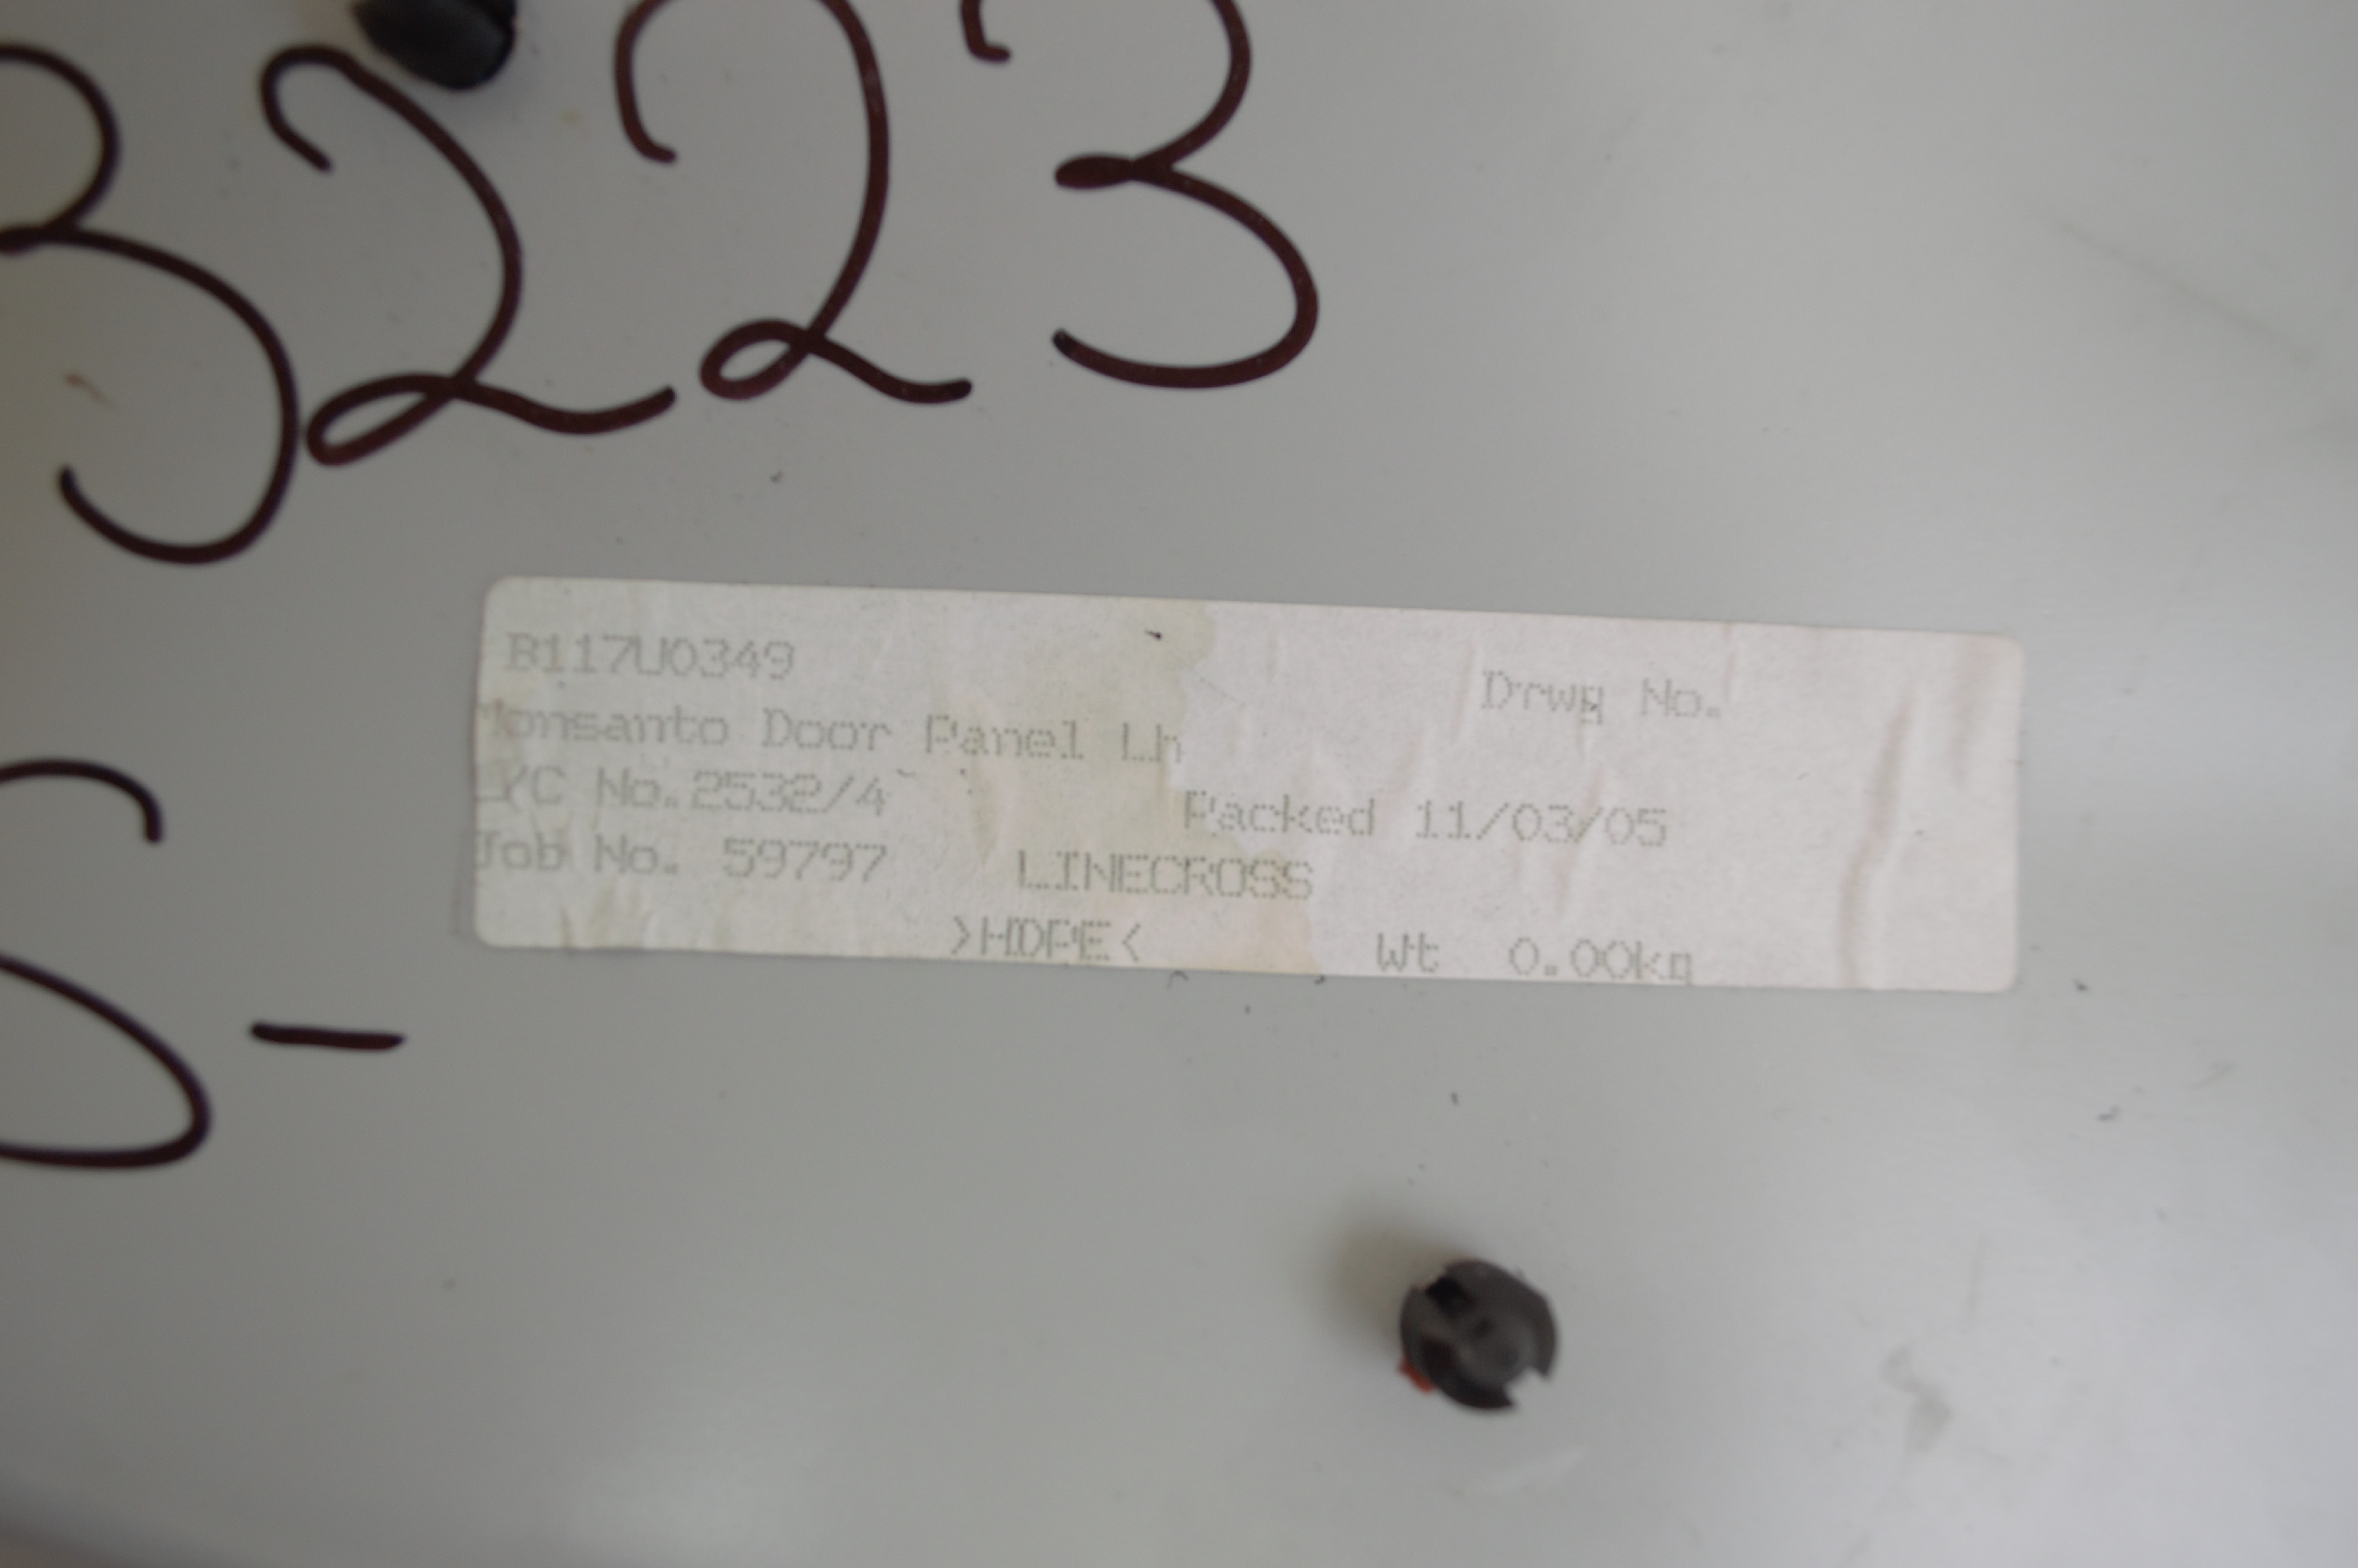 3223
B117U0349
Drwg No.
Monsanto Door Panel Lh
L/C No.2532/4
Packed 11/03/05
Job No. 59797
LINECROSS
>HDPE<
Wt 0.00kg
-